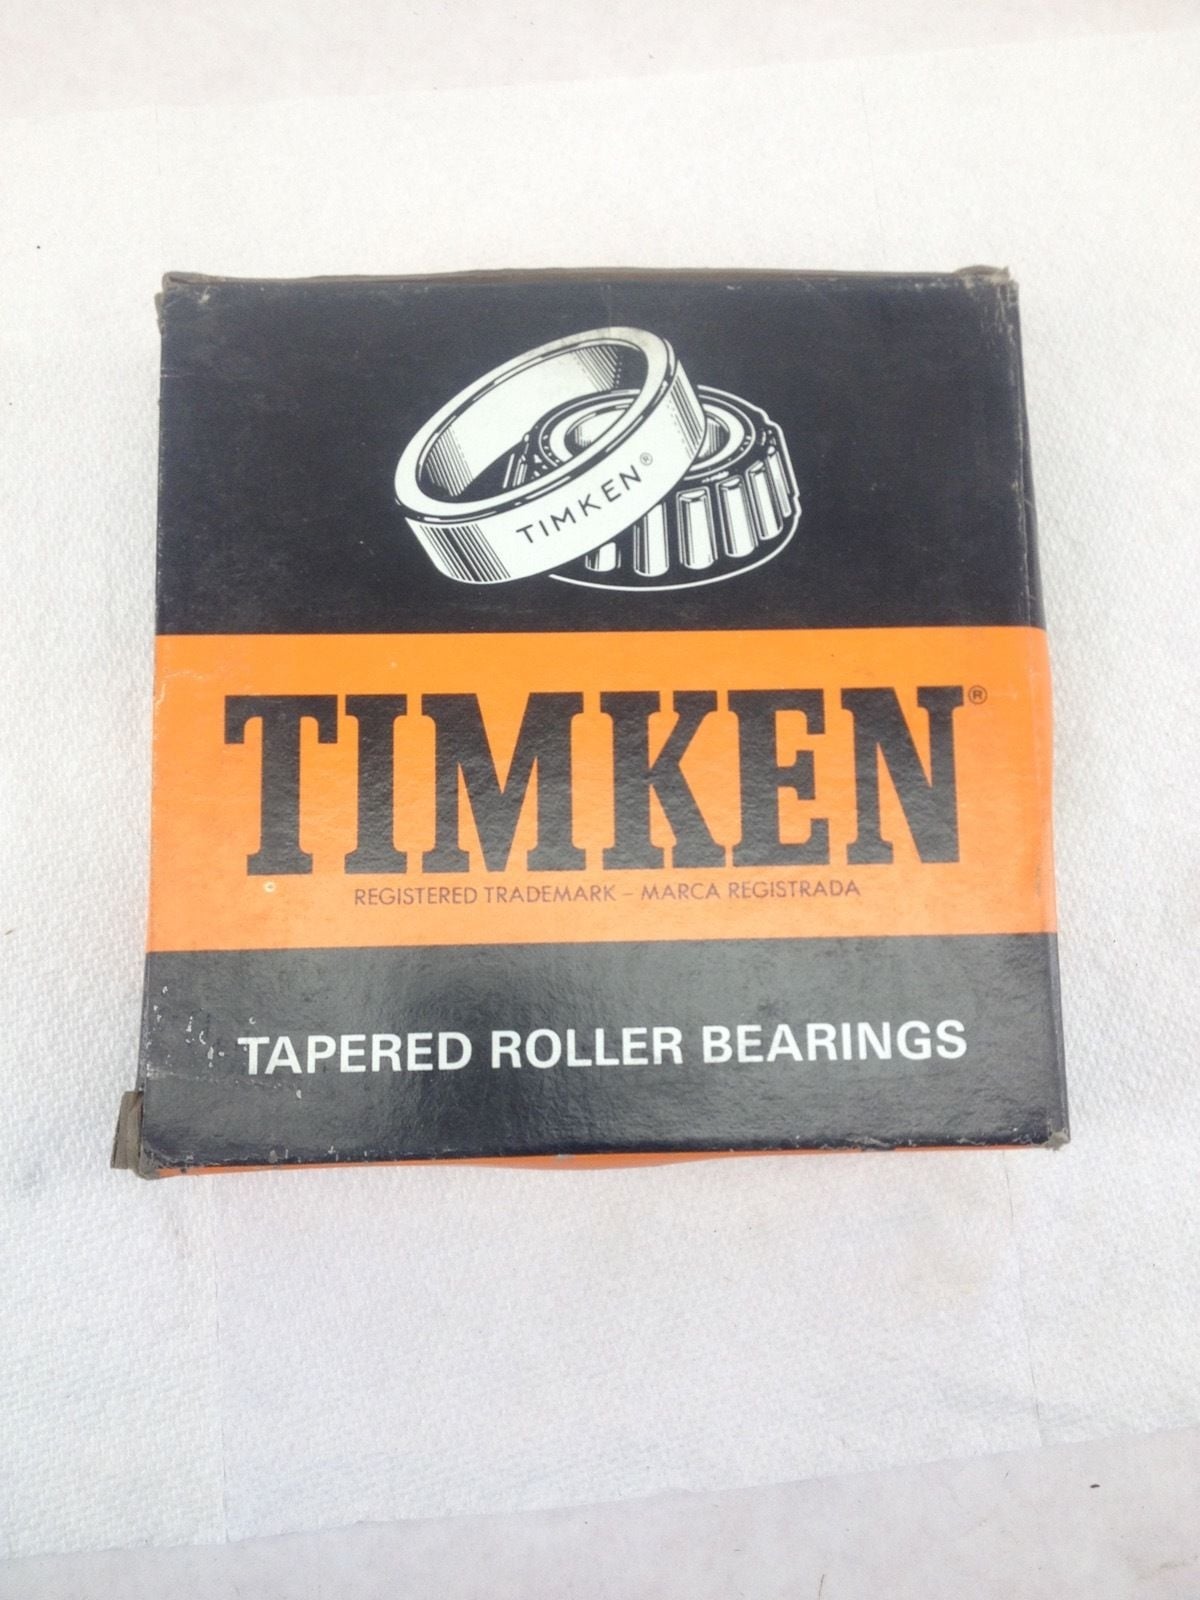 TIMKEN®
TIMKEN®
REGISTERED TRADEMARK – MARCA REGISTRADA
TAPERED ROLLER BEARINGS